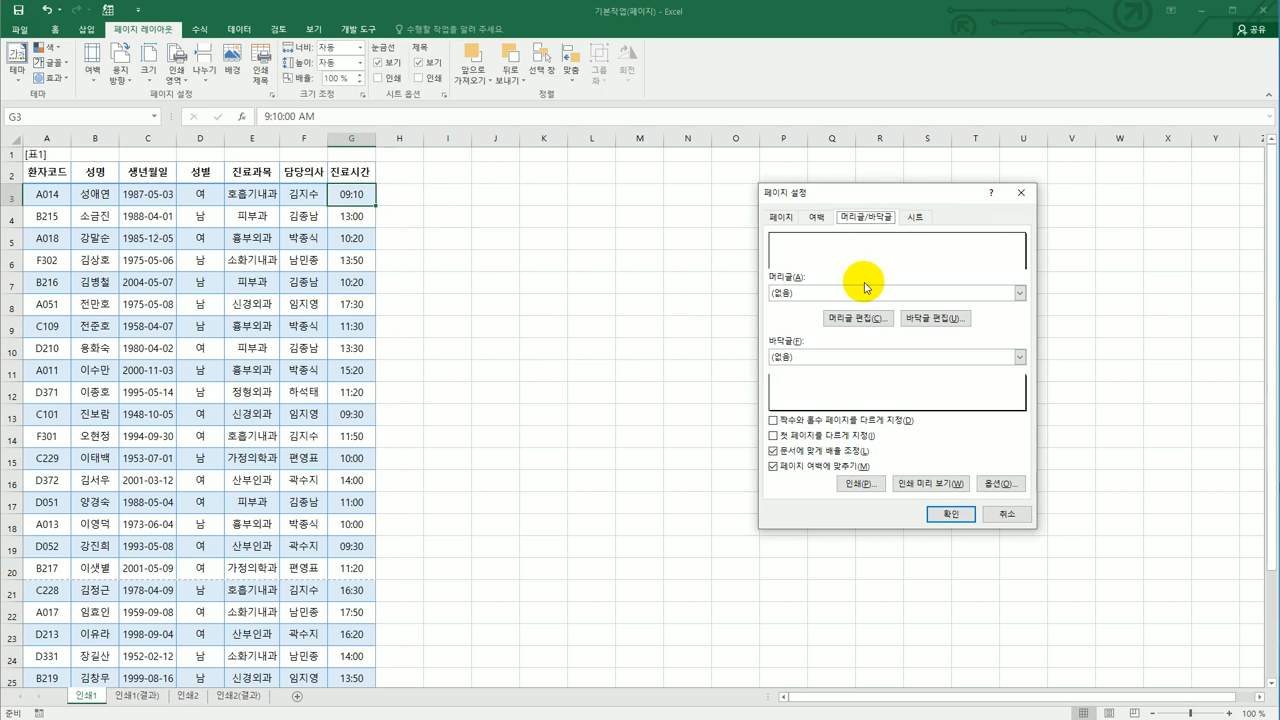 기본작업(페이지) - Excel
파일 홈 삽입 페이지 레이아웃 수식 데이터 검토 보기 개발 도구 수행할 작업을 알려 주세요. 공유
색 글꼴 효과 테마
테마
여백 용지 방향 크기 인쇄 영역 나누기 배경 인쇄 제목
페이지 설정
너비: 자동
높이: 자동
배율: 100 %
크기 조정
눈금선 제목
보기 보기
인쇄 인쇄
시트 옵션
앞으로 가져오기 뒤로 보내기 선택 창 맞춤 그룹화 회전
정렬
G3 fx 9:10:00 AM
A B C D E F G H I J K L M N O P Q R S T U V W X Y Z
1 [표1]
2 환자코드 성명 생년월일 성별 진료과목 담당의사 진료시간
3 A014 성애연 1987-05-03 여 호흡기내과 김지수 09:10
4 B215 소금진 1988-04-01 남 피부과 김종남 13:00
5 A018 강말순 1985-12-05 여 흉부외과 박종식 10:20
6 F302 김상호 1975-05-06 남 소화기내과 남민종 13:50
7 B216 김병철 2004-05-07 남 피부과 김종남 10:20
8 A051 전만호 1975-05-08 남 신경외과 임지영 17:30
9 C109 전준호 1958-04-07 남 흉부외과 박종식 11:30
10 D210 용화숙 1980-04-02 여 피부과 김종남 13:30
11 A011 이수만 2000-11-03 남 흉부외과 박종식 15:20
12 D371 이종호 1995-05-14 남 정형외과 하석태 11:20
13 C101 진보람 1948-10-05 여 신경외과 임지영 09:30
14 F301 오현정 1994-09-30 여 호흡기내과 김지수 11:50
15 C229 이태백 1953-07-01 남 가정의학과 편영표 10:00
16 D372 김서우 2001-03-12 여 산부인과 곽수지 14:00
17 D051 양경숙 1988-05-04 여 피부과 김종남 11:00
18 A013 이영덕 1973-06-04 남 흉부외과 박종식 10:00
19 D052 강진희 1993-05-08 여 산부인과 곽수지 09:30
20 B217 이샛별 2001-05-09 여 가정의학과 편영표 11:20
21 C228 김정근 1978-04-09 남 호흡기내과 김지수 16:30
22 A017 임효인 1959-09-08 여 소화기내과 남민종 17:50
23 D213 이유라 1998-09-04 여 산부인과 곽수지 16:20
24 D331 장길산 1952-02-12 남 소화기내과 남민종 14:00
25 B219 김창무 1999-08-16 남 신경외과 임지영 13:50
페이지 설정 ?
페이지 여백 머리글/바닥글 시트
머리글(A):
(없음)
머리글 편집(C)... 바닥글 편집(U)...
바닥글(F):
(없음)
짝수와 홀수 페이지를 다르게 지정(D)
첫 페이지를 다르게 지정(I)
문서에 맞게 배율 조정(L)
페이지 여백에 맞추기(M)
인쇄(P)... 인쇄 미리 보기(W) 옵션(O)...
확인 취소
인쇄1 인쇄1(결과) 인쇄2 인쇄2(결과)
준비 100 %